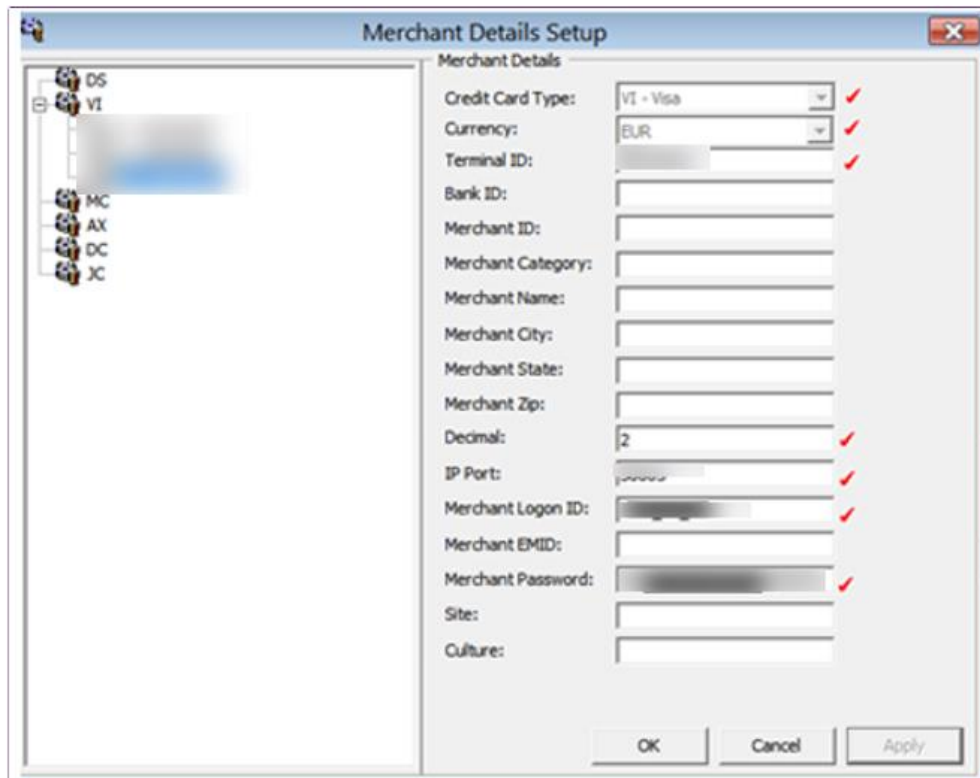 Merchant Details Setup
DS
VI
MC
AX
DC
JC
Merchant Details
Credit Card Type: VI - Visa
Currency: EUR
Terminal ID:
Bank ID:
Merchant ID:
Merchant Category:
Merchant Name:
Merchant City:
Merchant State:
Merchant Zip:
Decimal: 2
IP Port:
Merchant Logon ID:
Merchant EMID:
Merchant Password:
Site:
Culture:
OK Cancel Apply